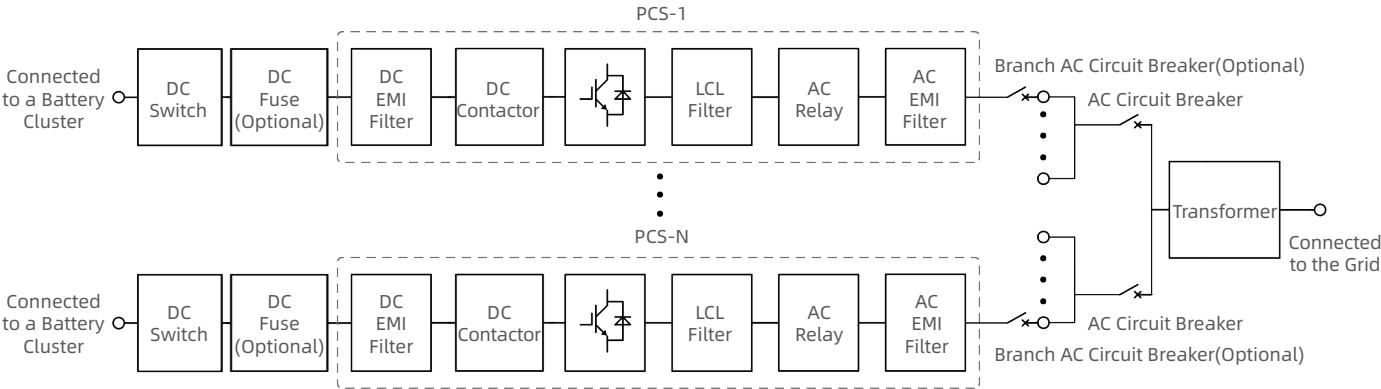 PCS-1
Connected
to a Battery
Cluster
DC
Switch
DC
Fuse
(Optional)
DC
EMI
Filter
DC
Contactor
LCL
Filter
AC
Relay
AC
EMI
Filter
Branch AC Circuit Breaker(Optional)
AC Circuit Breaker
Transformer
Connected
to the Grid
PCS-N
Connected
to a Battery
Cluster
DC
Switch
DC
Fuse
(Optional)
DC
EMI
Filter
DC
Contactor
LCL
Filter
AC
Relay
AC
EMI
Filter
AC Circuit Breaker
Branch AC Circuit Breaker(Optional)